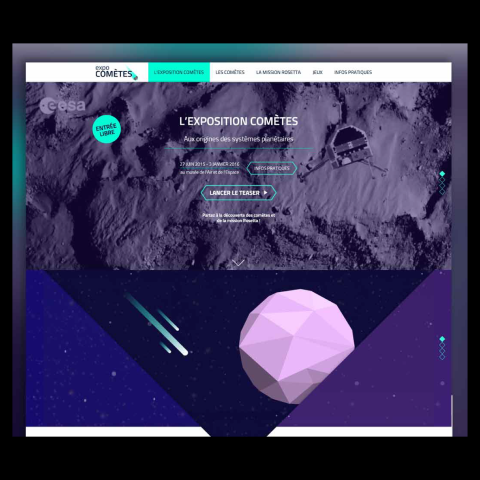 expo
COMÈTES
L'EXPOSITION COMÈTES
LES COMÈTES
LA MISSION ROSETTA
JEUX
INFOS PRATIQUES
esa
ENTRÉE
LIBRE
L'EXPOSITION COMÈTES
Aux origines des systèmes planétaires
27 JUIN 2015 - 3 JANVIER 2016
au musée de l'Air et de l'Espace
INFOS PRATIQUES
LANCER LE TEASER
Partez à la découverte des comètes et
de la mission Rosetta !